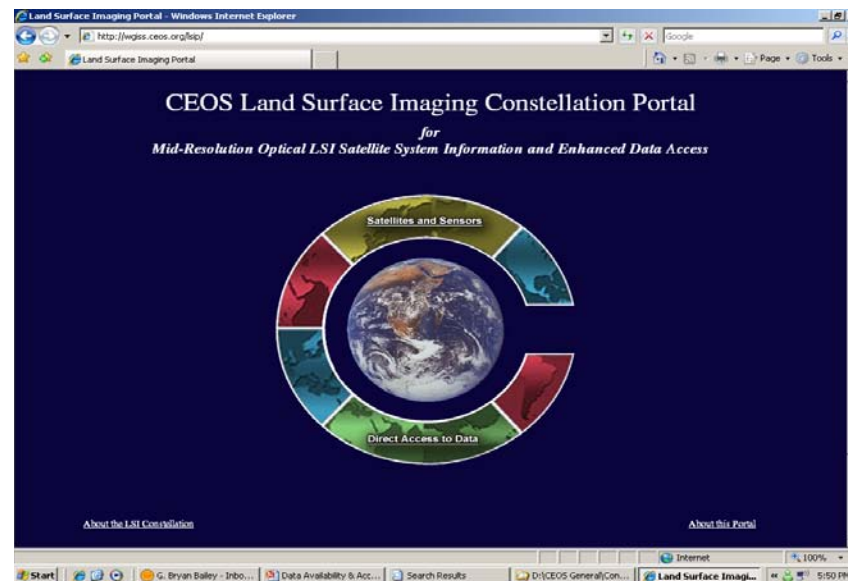 Land Surface Imaging Portal - Windows Internet Explorer
http://wgiss.ceos.org/lsip/
Google
Land Surface Imaging Portal
Page
Tools
CEOS Land Surface Imaging Constellation Portal
for
Mid-Resolution Optical LSI Satellite System Information and Enhanced Data Access
Satellites and Sensors
Direct Access to Data
About the LSI Constellation
About this Portal
Internet
100%
Start
G. Bryan Bailey - Inbo...
Data Availability & Acc...
Search Results
D:\CEOS General\Con...
Land Surface Imagi...
5:50 PM